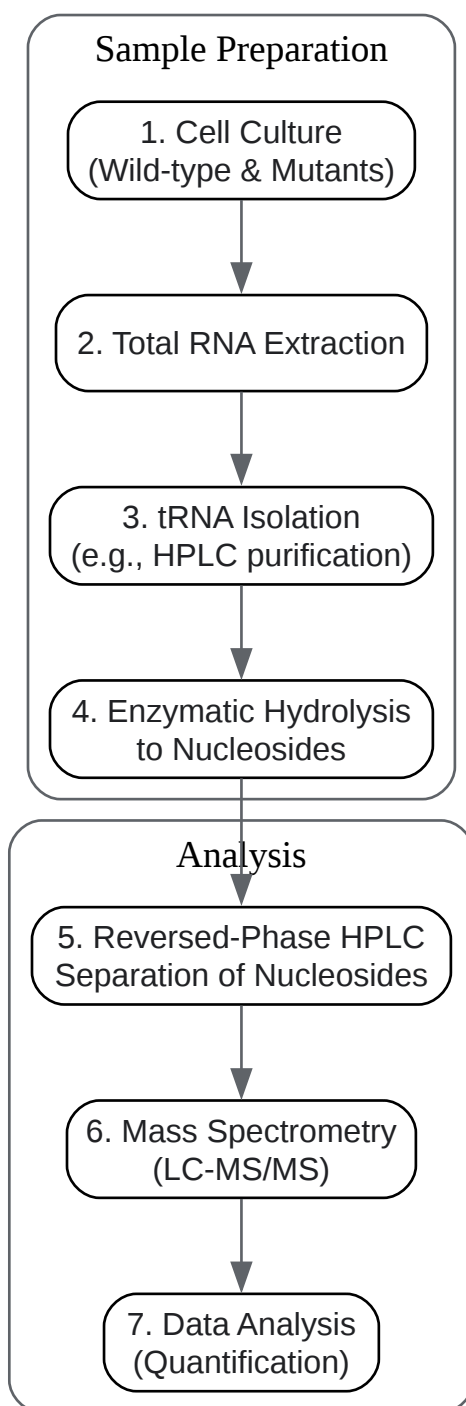 Sample Preparation
1. Cell Culture
(Wild-type & Mutants)
2. Total RNA Extraction
3. tRNA Isolation
(e.g., HPLC purification)
4. Enzymatic Hydrolysis
to Nucleosides
Analysis
5. Reversed-Phase HPLC
Separation of Nucleosides
6. Mass Spectrometry
(LC-MS/MS)
7. Data Analysis
(Quantification)